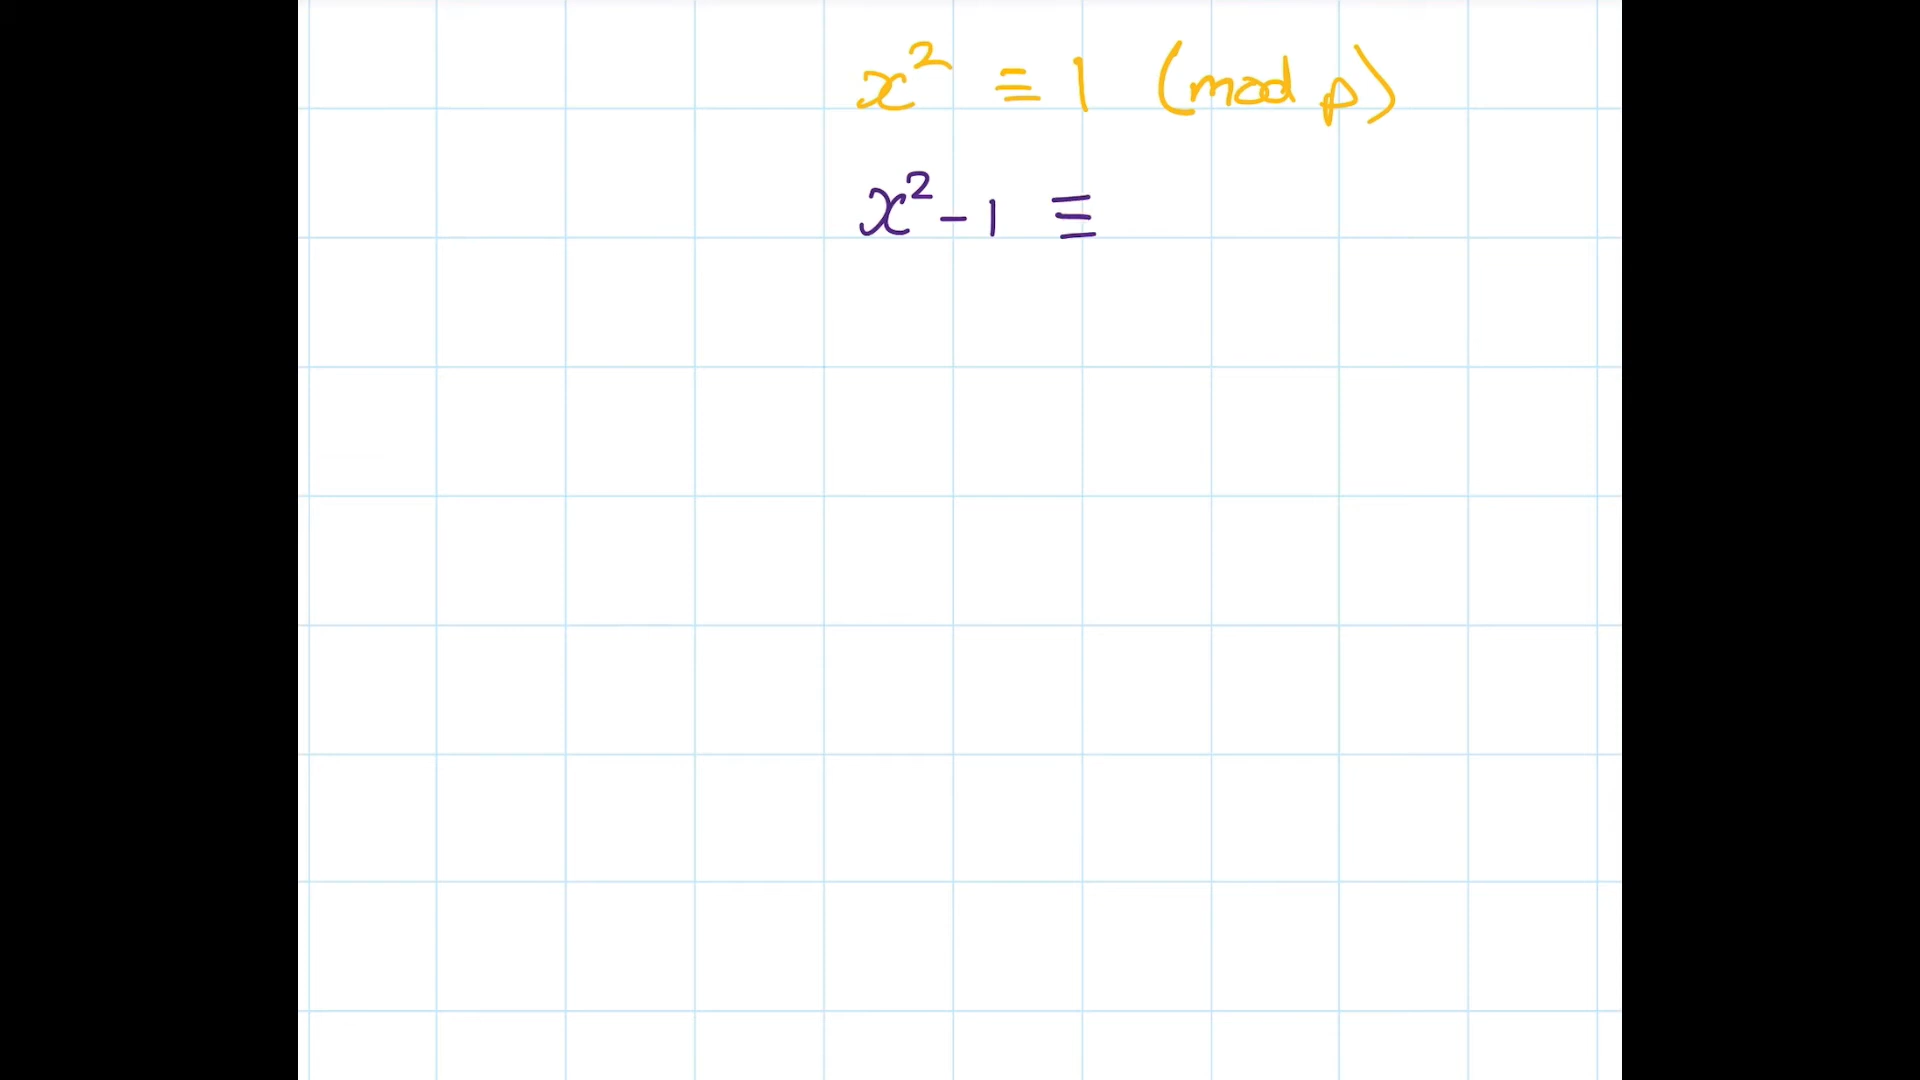 x² ≡ 1 (mod p)
x² - 1 ≡